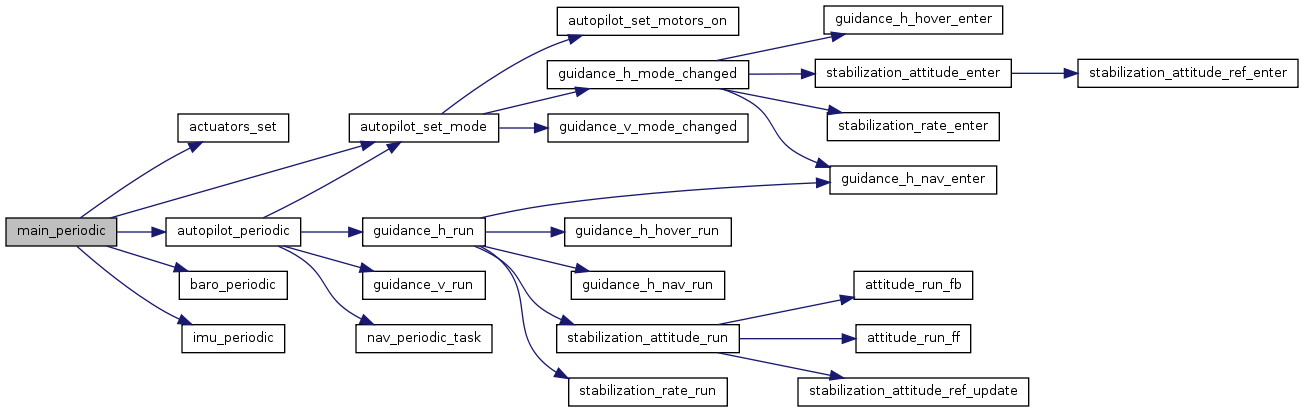 autopilot_set_motors_on
guidance_h_hover_enter
guidance_h_mode_changed
stabilization_attitude_enter
stabilization_attitude_ref_enter
actuators_set
autopilot_set_mode
guidance_v_mode_changed
stabilization_rate_enter
guidance_h_nav_enter
main_periodic
autopilot_periodic
guidance_h_run
guidance_h_hover_run
baro_periodic
guidance_v_run
guidance_h_nav_run
attitude_run_fb
imu_periodic
nav_periodic_task
stabilization_attitude_run
attitude_run_ff
stabilization_rate_run
stabilization_attitude_ref_update